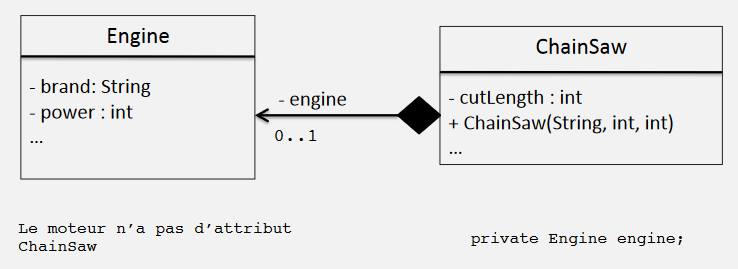 Engine
- brand: String
- power : int
...
- engine
0..1
ChainSaw
- cutLength : int
+ ChainSaw(String, int, int)
...
Le moteur n’a pas d’attribut
ChainSaw
private Engine engine;